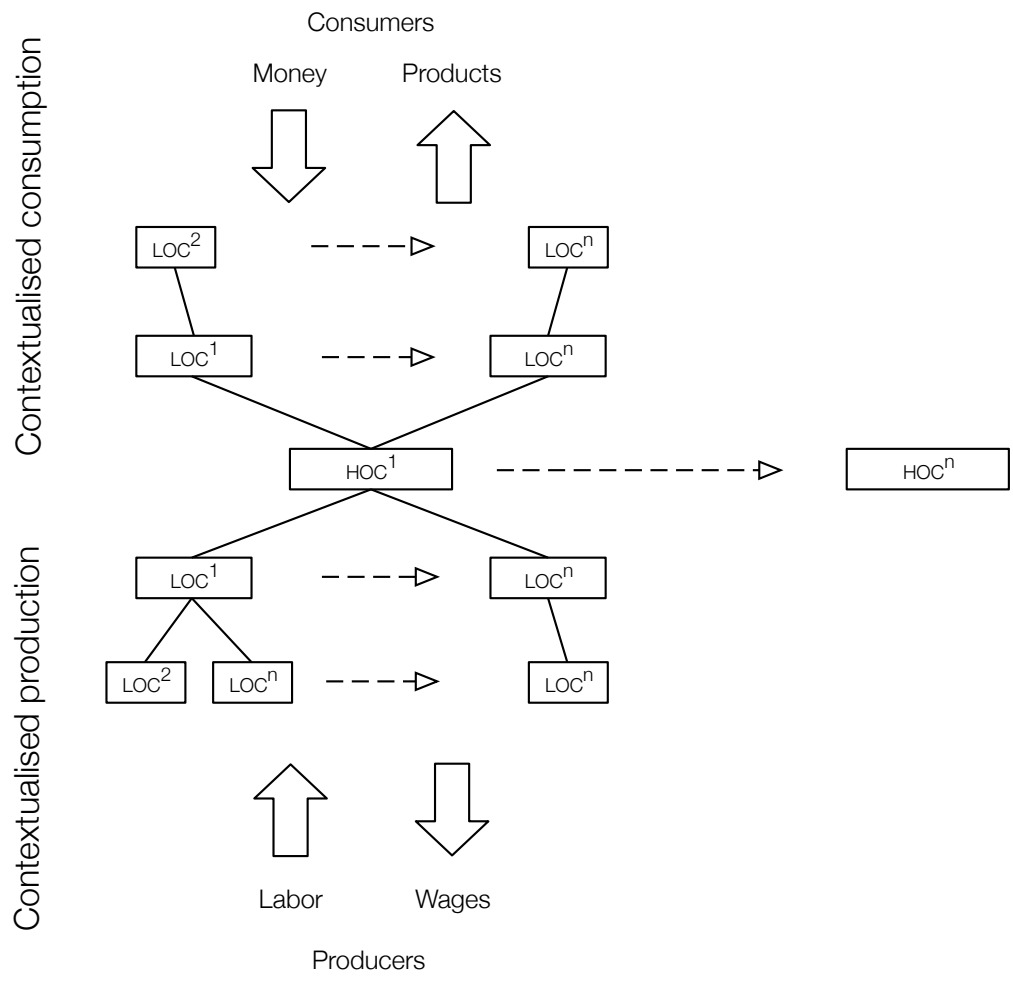 Consumers
Money Products
Contextualised consumption
LOC² LOCⁿ
LOC¹ LOCⁿ
HOC¹ HOCⁿ
LOC¹ LOCⁿ
LOC² LOCⁿ LOCⁿ
Contextualised production
Labor Wages
Producers